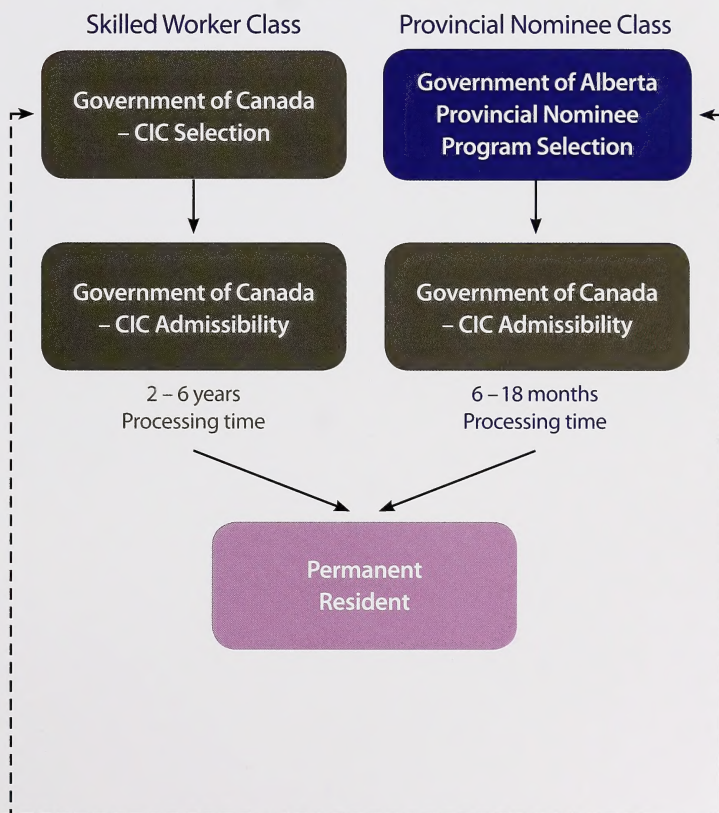 Skilled Worker Class
Government of Canada
– CIC Selection
Government of Canada
– CIC Admissibility
2 – 6 years
Processing time
Provincial Nominee Class
Government of Alberta
Provincial Nominee
Program Selection
Government of Canada
– CIC Admissibility
6 – 18 months
Processing time
Permanent
Resident